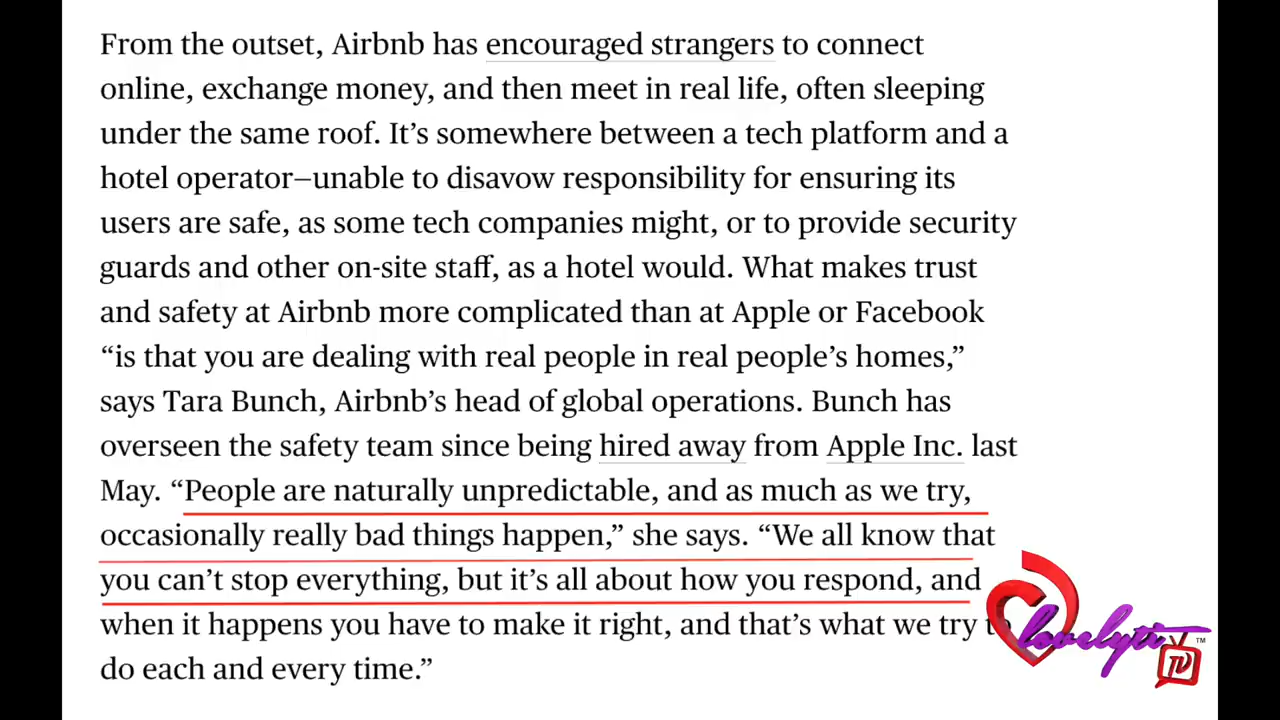 From the outset, Airbnb has encouraged strangers to connect
online, exchange money, and then meet in real life, often sleeping
under the same roof. It’s somewhere between a tech platform and a
hotel operator—unable to disavow responsibility for ensuring its
users are safe, as some tech companies might, or to provide security
guards and other on-site staff, as a hotel would. What makes trust
and safety at Airbnb more complicated than at Apple or Facebook
“is that you are dealing with real people in real people’s homes,”
says Tara Bunch, Airbnb’s head of global operations. Bunch has
overseen the safety team since being hired away from Apple Inc. last
May. “People are naturally unpredictable, and as much as we try,
occasionally really bad things happen,” she says. “We all know that
you can’t stop everything, but it’s all about how you respond, and
when it happens you have to make it right, and that’s what we try to
do each and every time.”
lovelyti TM
TV